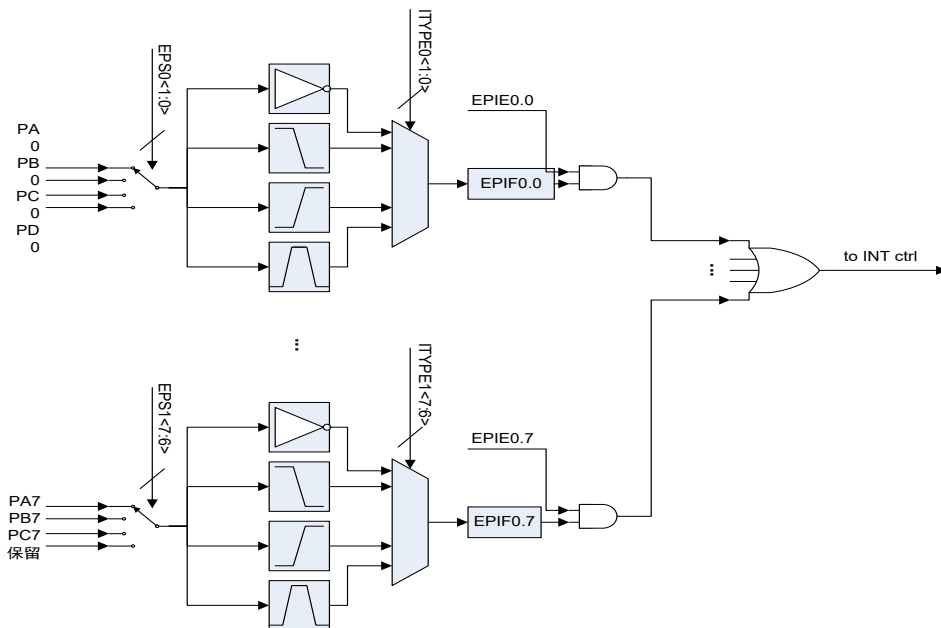 EPS0<1:0>
ITYPE0<1:0>
EPIE0.0
PA
0
PB
0
PC
0
PD
0
EPIF0.0
to INT ctrl
...
...
EPS1<7:6>
ITYPE1<7:6>
EPIE0.7
PA7
PB7
PC7
保留
EPIF0.7